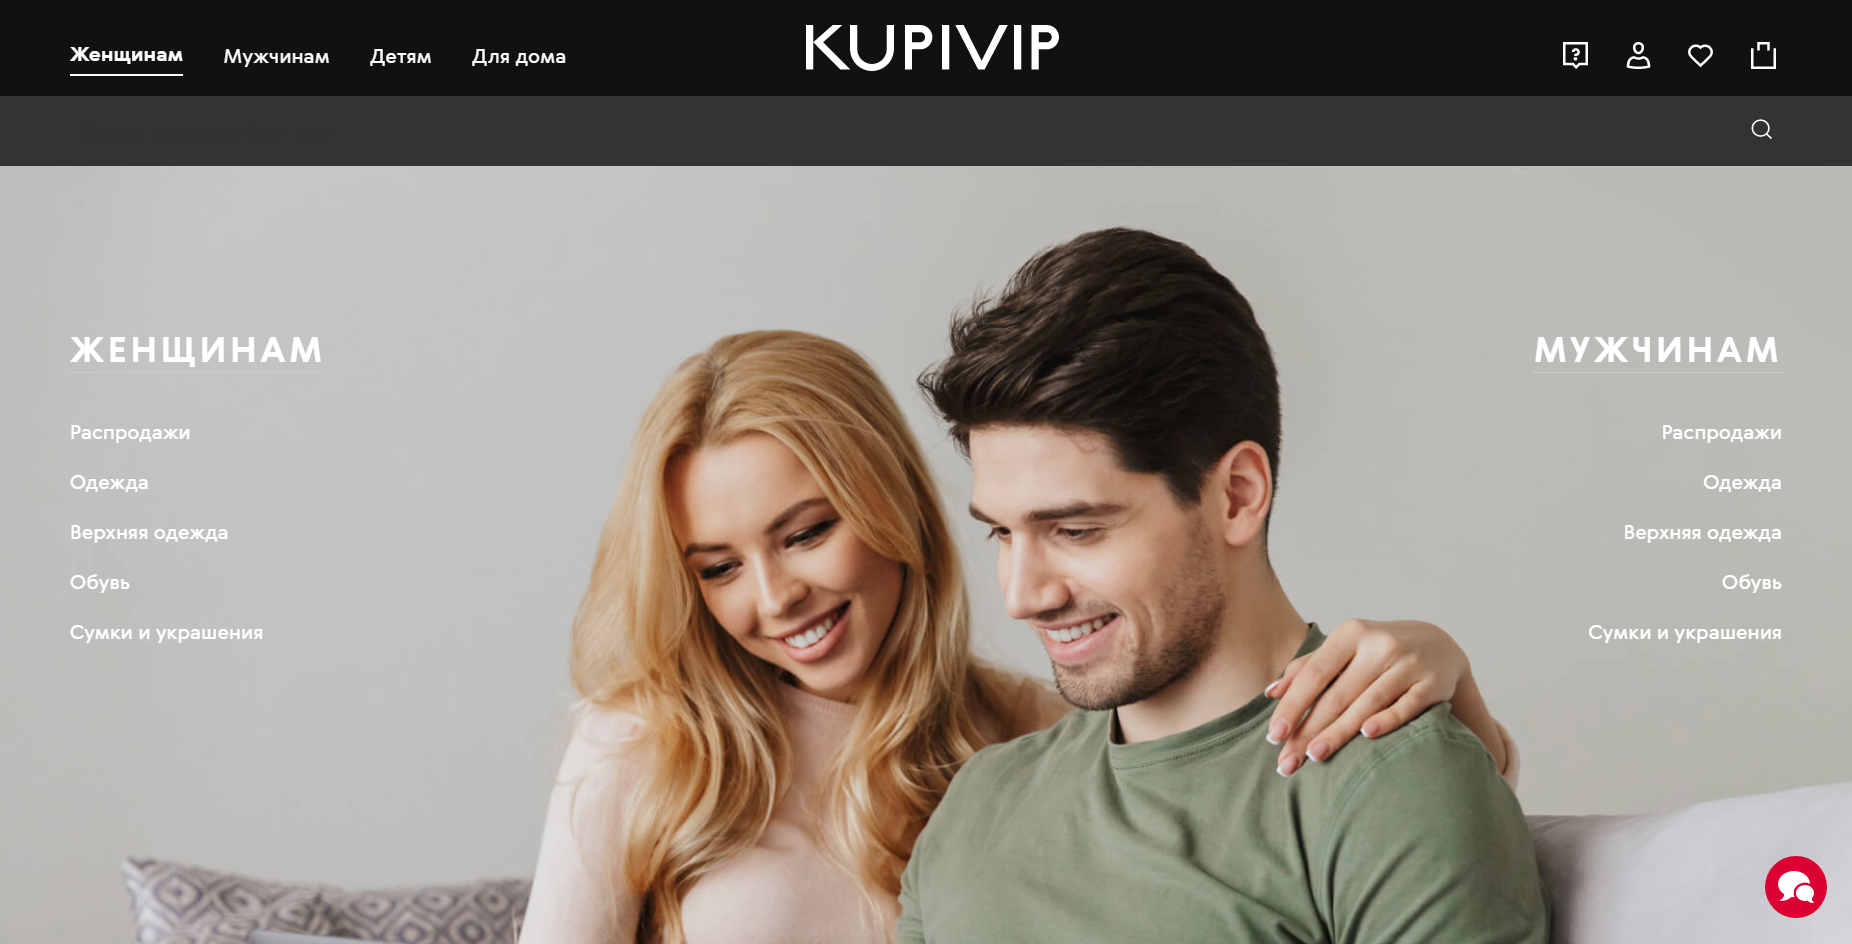 Женщинам Мужчинам Детям Для дома KUPIVIP
ЖЕНЩИНАМ
Распродажи
Одежда
Верхняя одежда
Обувь
Сумки и украшения
МУЖЧИНАМ
Распродажи
Одежда
Верхняя одежда
Обувь
Сумки и украшения